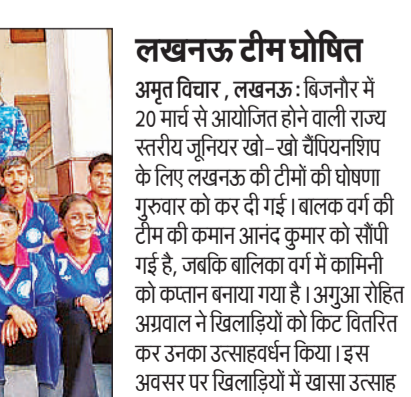 लखनऊ टीम घोषित
अमृत विचार , लखनऊ : बिजनौर में
20 मार्च से आयोजित होने वाली राज्य
स्तरीय जूनियर खो-खो चैंपियनशिप
के लिए लखनऊ की टीमों की घोषणा
गुरुवार को कर दी गई । बालक वर्ग की
टीम की कमान आनंद कुमार को सौंपी
गई है, जबकि बालिका वर्ग में कामिनी
को कप्तान बनाया गया है । अगुआ रोहित
अग्रवाल ने खिलाड़ियों को किट वितरित
कर उनका उत्साहवर्धन किया । इस
अवसर पर खिलाड़ियों में खासा उत्साह